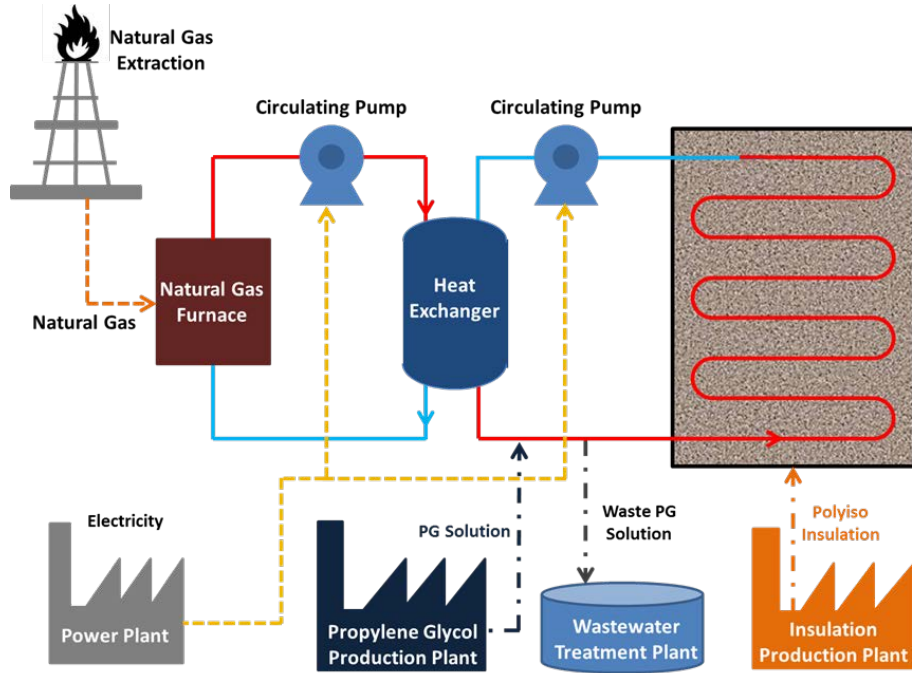 Natural Gas
Extraction
Circulating Pump
Circulating Pump
Natural Gas
Furnace
Heat
Exchanger
Natural Gas
Electricity
PG Solution
Waste PG
Solution
Polyiso
Insulation
Power Plant
Propylene Glycol
Production Plant
Wastewater
Treatment Plant
Insulation
Production Plant